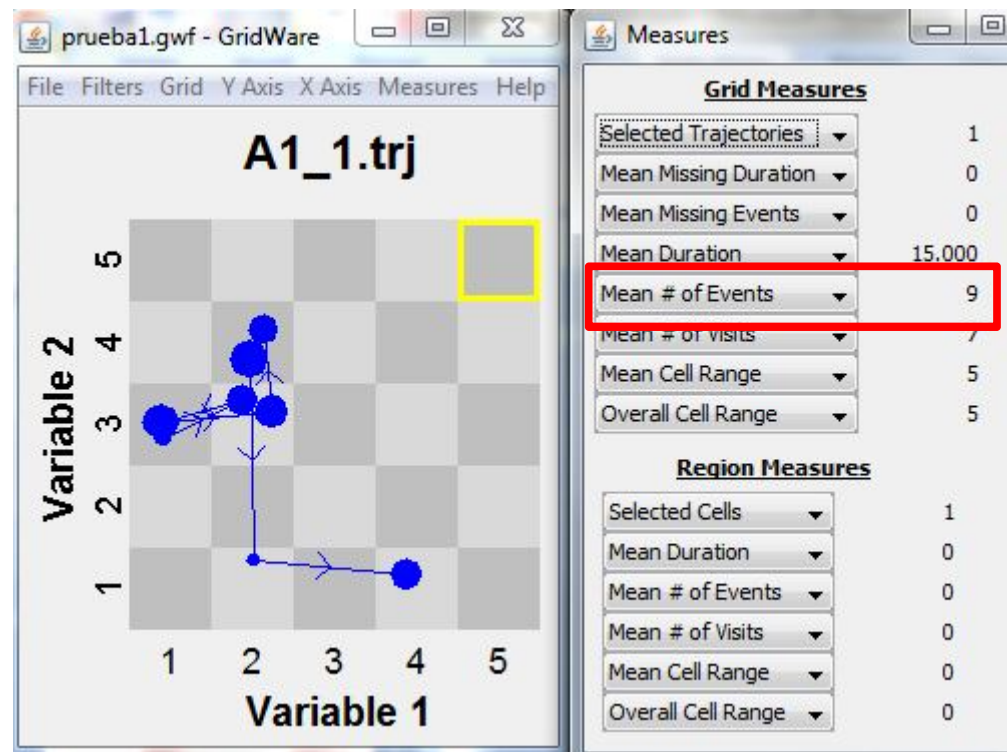 prueba1.gwf - GridWare
File Filters Grid Y Axis X Axis Measures Help
A1_1.trj
Variable 2
5
4
3
2
1
1 2 3 4 5
Variable 1
Measures
Grid Measures
Selected Trajectories 1
Mean Missing Duration 0
Mean Missing Events 0
Mean Duration 15.000
Mean # of Events 9
Mean # of Visits 7
Mean Cell Range 5
Overall Cell Range 5
Region Measures
Selected Cells 1
Mean Duration 0
Mean # of Events 0
Mean # of Visits 0
Mean Cell Range 0
Overall Cell Range 0